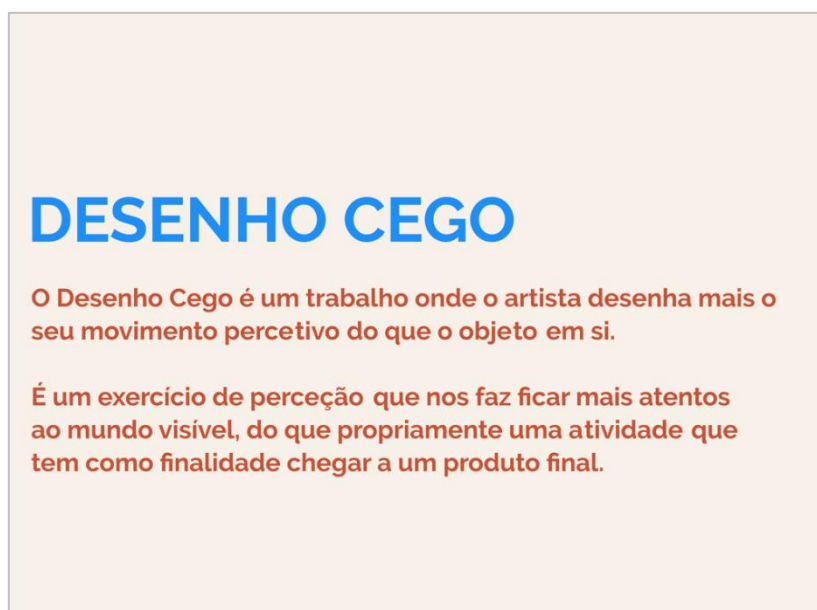 DESENHO CEGO
O Desenho Cego é um trabalho onde o artista desenha mais o
seu movimento percetivo do que o objeto em si.
É um exercício de perceção que nos faz ficar mais atentos
ao mundo visível, do que propriamente uma atividade que
tem como finalidade chegar a um produto final.